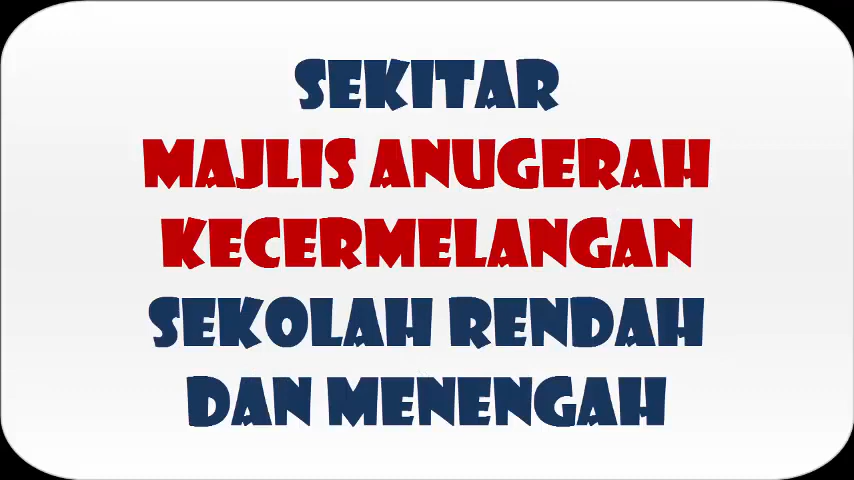 SEKITAR
MAJLIS ANUGERAH
KECERMELANGAN
SEKOLAH RENDAH
DAN MENENGAH